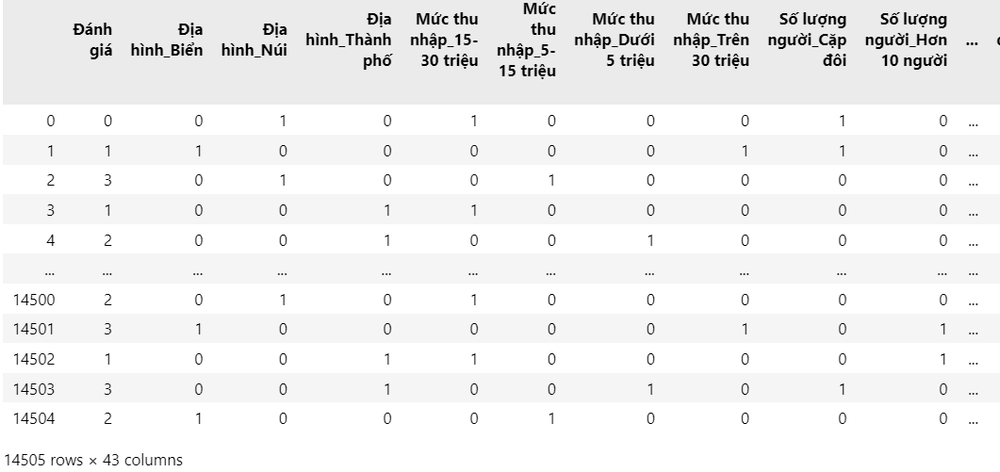 Đánh giá Địa hình_Biển Địa hình_Núi Địa hình_Thành phố Mức thu nhập_15-30 triệu Mức thu nhập_5-15 triệu Mức thu nhập_Dưới 5 triệu Mức thu nhập_Trên 30 triệu Số lượng người_Cặp đôi Số lượng người_Hơn 10 người ...
0 0 0 1 0 1 0 0 0 1 0 ...
1 1 1 0 0 0 0 0 1 1 0 ...
2 3 0 1 0 0 1 0 0 0 0 ...
3 1 0 0 1 1 0 0 0 0 0 ...
4 2 0 0 1 0 0 1 0 0 0 ...
... ... ... ... ... ... ... ... ... ... ... ...
14500 2 0 1 0 1 0 0 0 0 0 ...
14501 3 1 0 0 0 0 0 1 0 1 ...
14502 1 0 0 1 1 0 0 0 0 1 ...
14503 3 0 0 1 0 0 1 0 1 0 ...
14504 2 1 0 0 0 1 0 0 0 0 ...
14505 rows × 43 columns